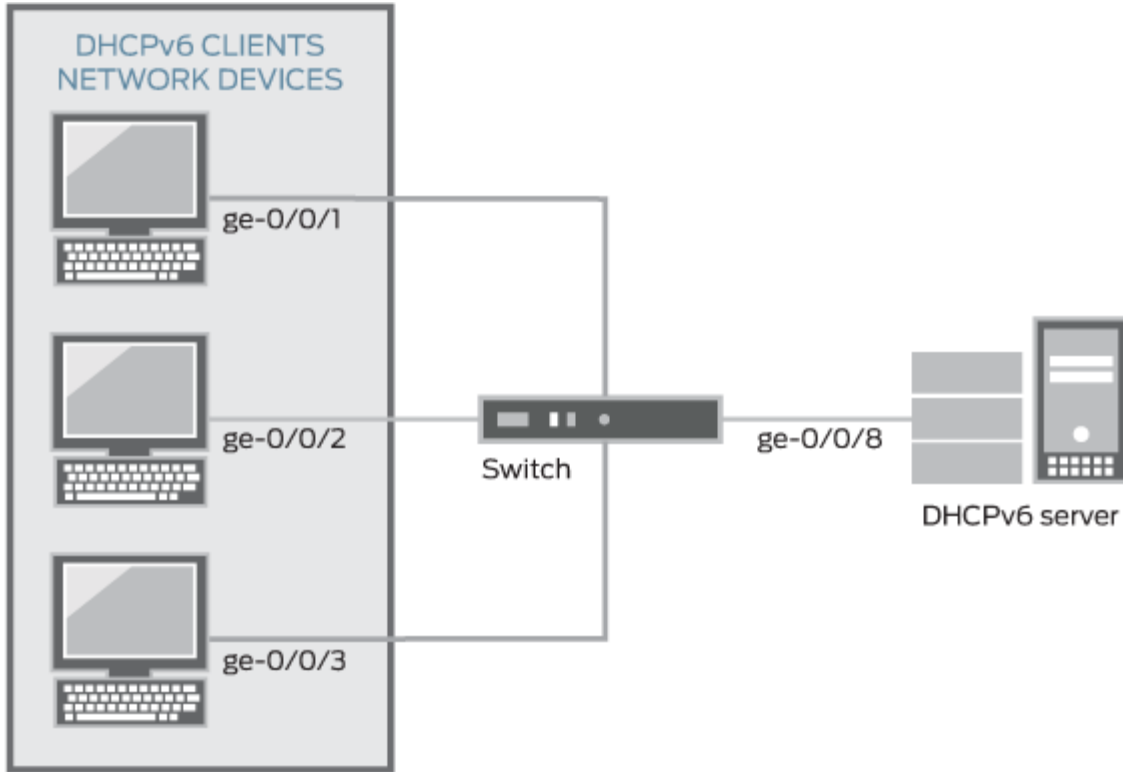 DHCPv6 CLIENTS
NETWORK DEVICES
ge-0/0/1
ge-0/0/2
ge-0/0/3
Switch
ge-0/0/8
DHCPv6 server